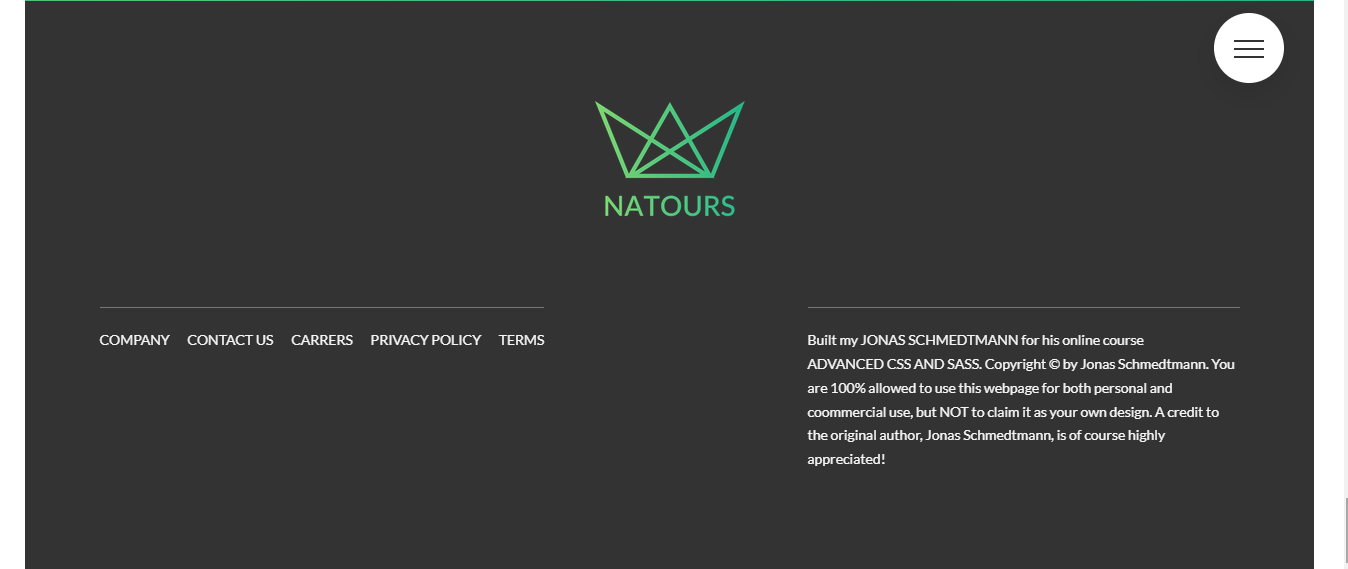 NATOURS
COMPANY CONTACT US CARRERS PRIVACY POLICY TERMS
Built my JONAS SCHMEDTMANN for his online course
ADVANCED CSS AND SASS. Copyright © by Jonas Schmedtmann. You
are 100% allowed to use this webpage for both personal and
coommercial use, but NOT to claim it as your own design. A credit to
the original author, Jonas Schmedtmann, is of course highly
appreciated!